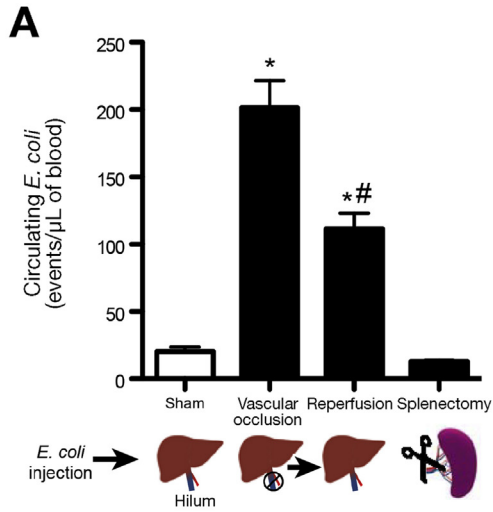 A
Circulating E. coli
(events/µL of blood)
250
200
150
100
50
0
*
*#
Sham
Vascular
occlusion
Reperfusion
Splenectomy
E. coli
injection
Hilum